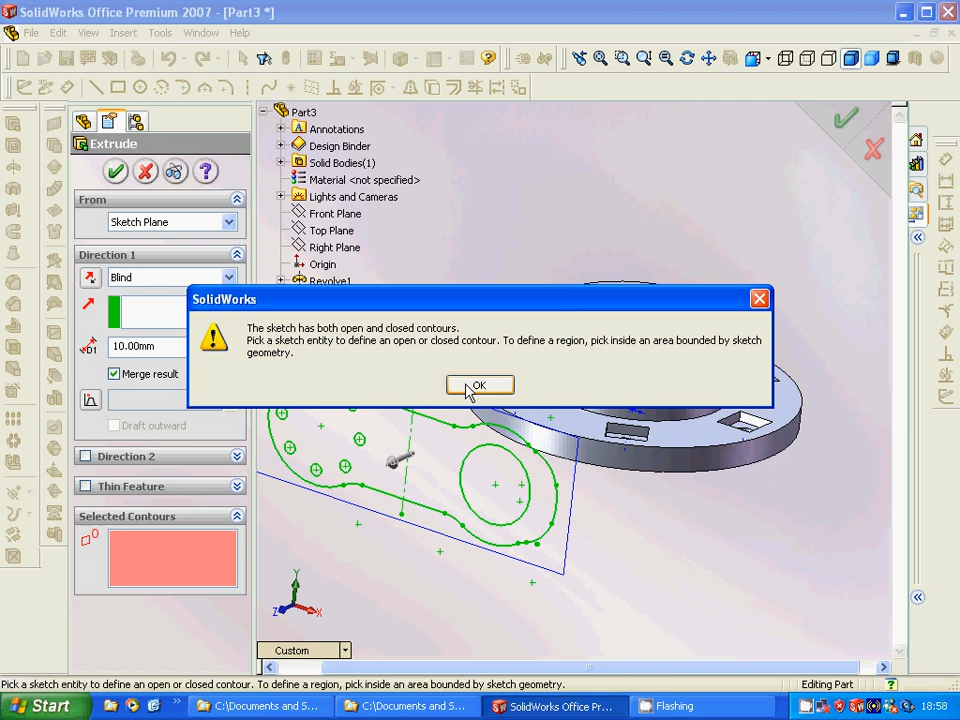 SolidWorks Office Premium 2007 - [Part3 *]
File Edit View Insert Tools Window Help
Part3
Annotations
Design Binder
Solid Bodies(1)
Material <not specified>
Lights and Cameras
Front Plane
Top Plane
Right Plane
Origin
Revolve1
Extrude
From
Sketch Plane
Direction 1
Blind
10.00mm
Merge result
Draft outward
Direction 2
Thin Feature
Selected Contours
SolidWorks
The sketch has both open and closed contours.
Pick a sketch entity to define an open or closed contour. To define a region, pick inside an area bounded by sketch
geometry.
OK
Y
X
Z
Custom
Pick a sketch entity to define an open or closed contour. To define a region, pick inside an area bounded by sketch geometry.
Editing Part
Start
C:\Documents and S...
C:\Documents and S...
SolidWorks Office Pr...
Flashing
18:58